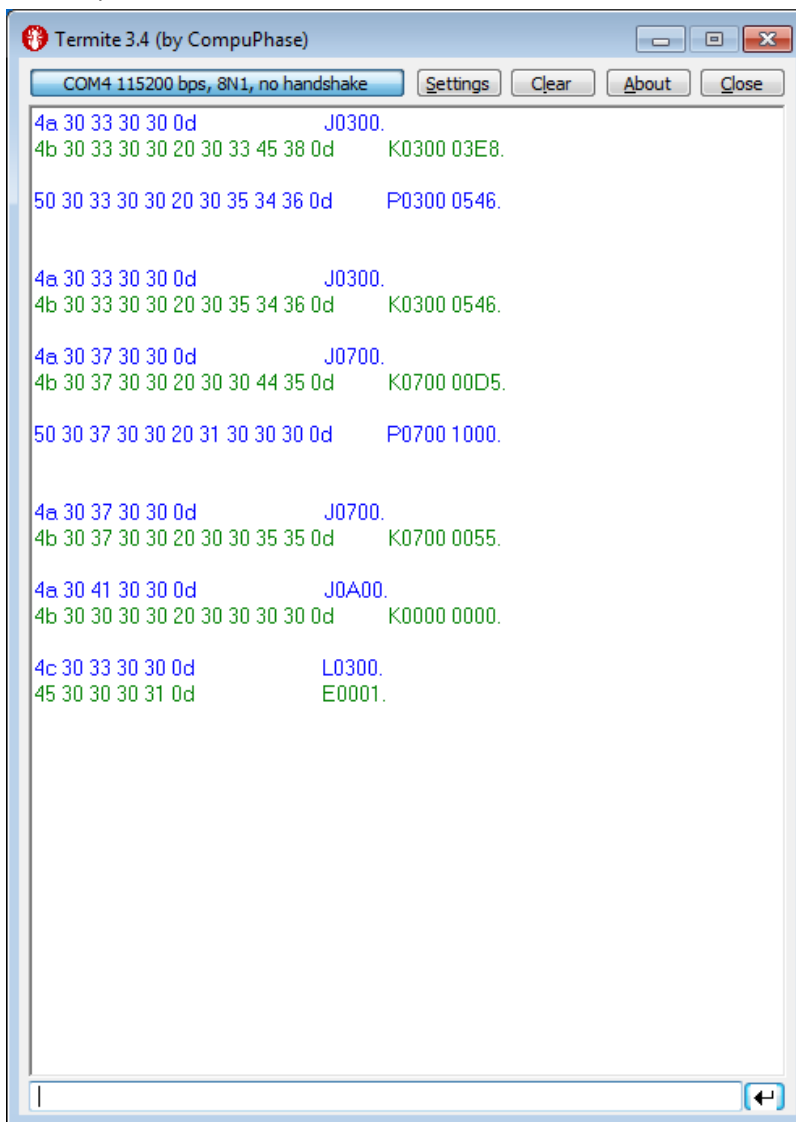 Termite 3.4 (by CompuPhase)
COM4 115200 bps, 8N1, no handshake Settings Clear About Close
4a 30 33 30 30 0d J0300.
4b 30 33 30 30 20 30 33 45 38 0d K0300 03E8.
50 30 33 30 30 20 30 35 34 36 0d P0300 0546.
4a 30 33 30 30 0d J0300.
4b 30 33 30 30 20 30 35 34 36 0d K0300 0546.
4a 30 37 30 30 0d J0700.
4b 30 37 30 30 20 30 30 44 35 0d K0700 00D5.
50 30 37 30 30 20 31 30 30 30 0d P0700 1000.
4a 30 37 30 30 0d J0700.
4b 30 37 30 30 20 30 30 35 35 0d K0700 0055.
4a 30 41 30 30 0d J0A00.
4b 30 30 30 30 20 30 30 30 30 0d K0000 0000.
4c 30 33 30 30 0d L0300.
45 30 30 30 31 0d E0001.